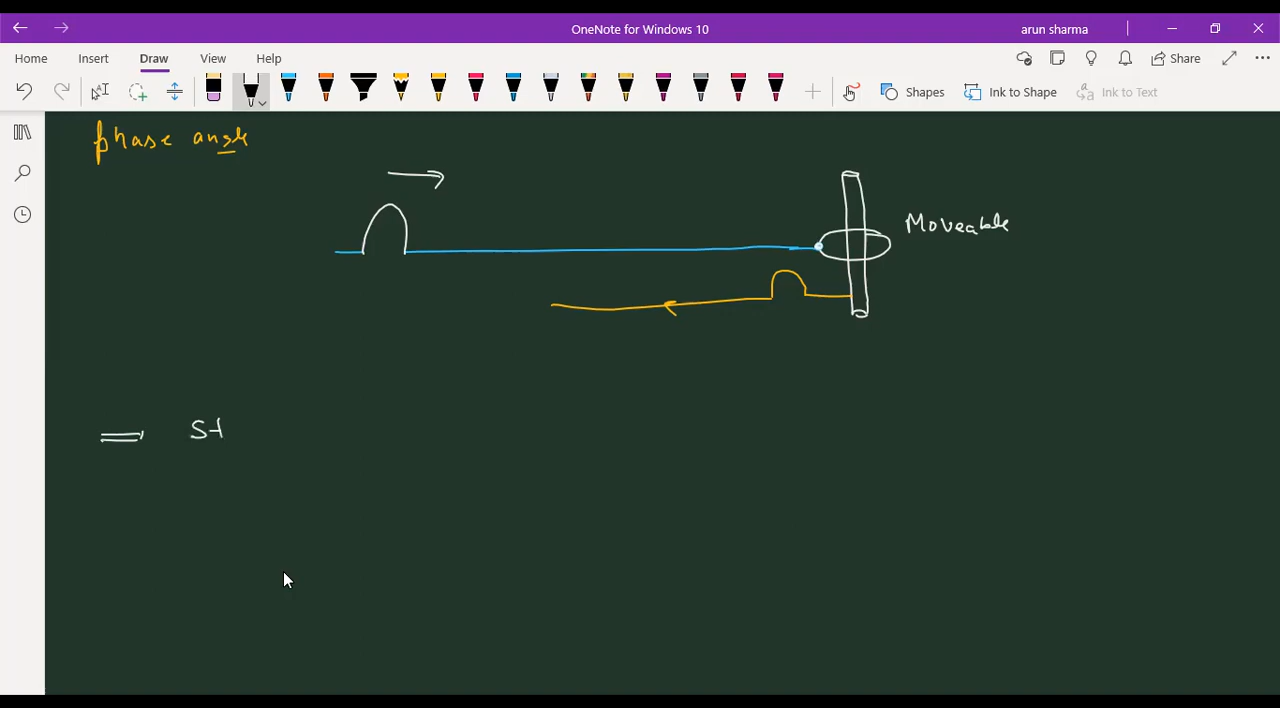 OneNote for Windows 10
arun sharma
Home Insert Draw View Help
Share
Shapes Ink to Shape Ink to Text
phase angle
Moveable
St